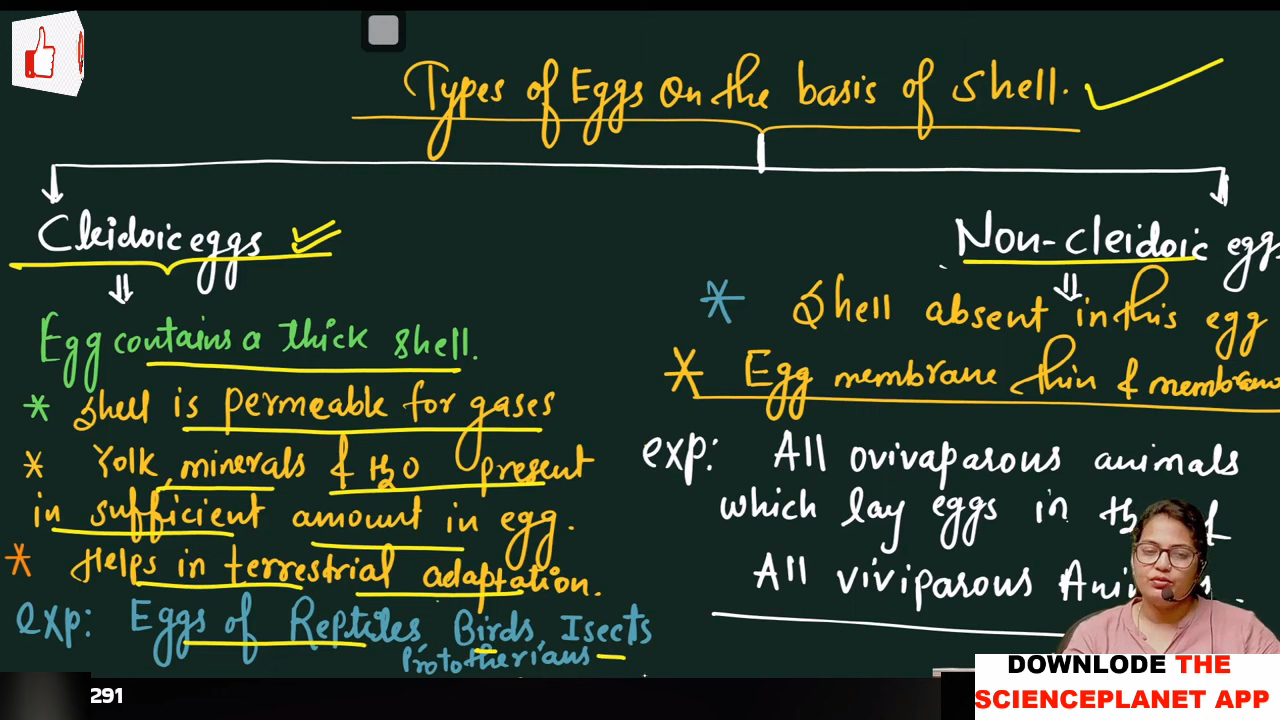 Types of Eggs On the basis of shell.
Cleidoic eggs
Egg contains a thick shell.
* Shell is permeable for gases
* Yolk, minerals & H2O present
in sufficient amount in egg.
* Helps in terrestrial adaptation.
exp: Eggs of Reptiles, Birds, Isects
Prototherians
Non-cleidoic egg
* Shell absent in this egg
* Egg membrane thin & membrano
exp: All ovivaparous animals
which lay eggs in
All viviparous
DOWNLODE THE
SCIENCEPLANET APP
291